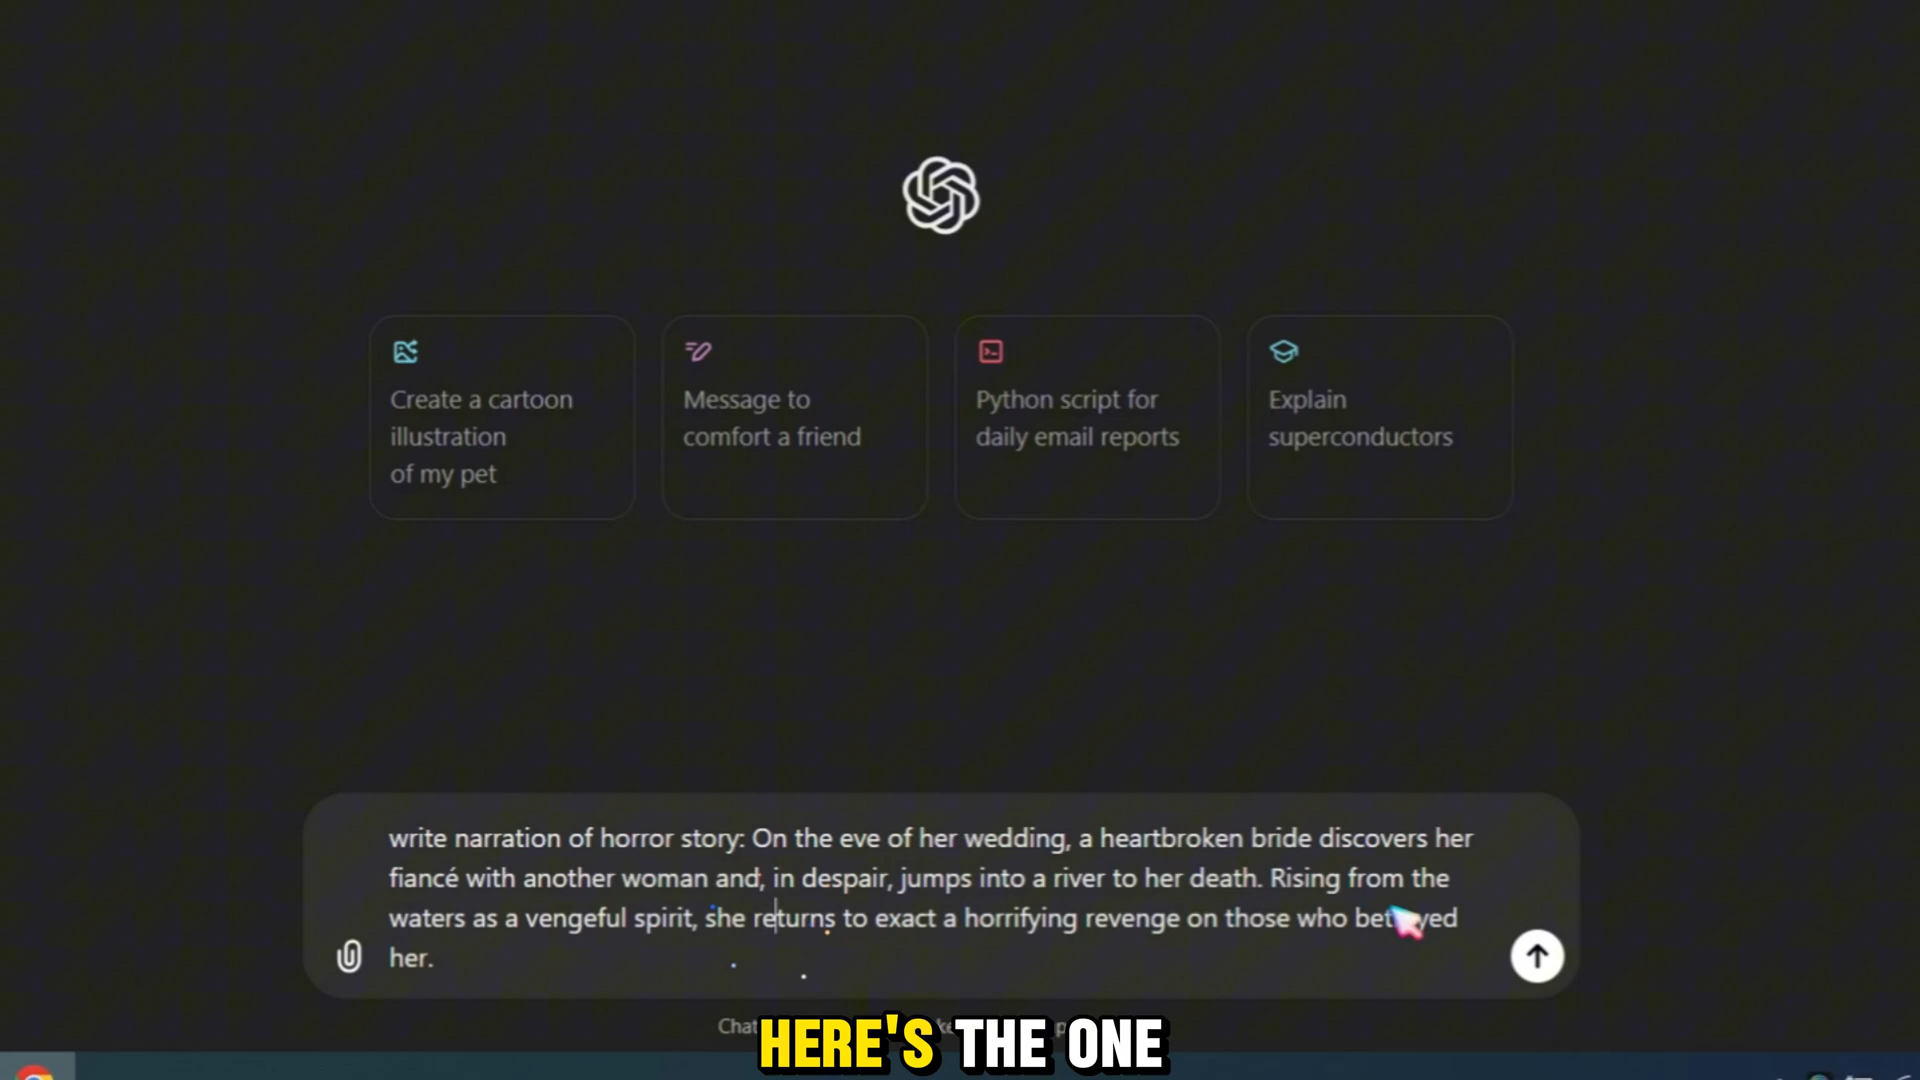 Create a cartoon
illustration
of my pet
Message to
comfort a friend
Python script for
daily email reports
Explain
superconductors
write narration of horror story: On the eve of her wedding, a heartbroken bride discovers her
fiancé with another woman and, in despair, jumps into a river to her death. Rising from the
waters as a vengeful spirit, she returns to exact a horrifying revenge on those who betrayed
her.
HERE'S THE ONE